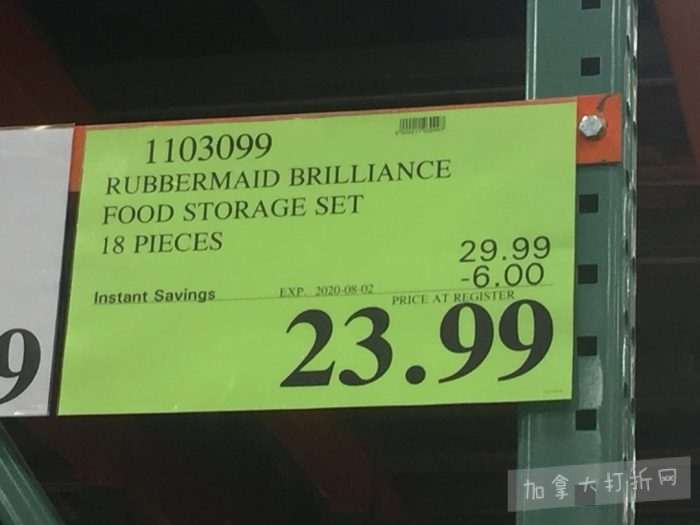 1103099
RUBBERMAID BRILLIANCE
FOOD STORAGE SET
18 PIECES
29.99
-6.00
Instant Savings EXP. 2020-08-02
PRICE AT REGISTER
23.99
9
加拿大打折网